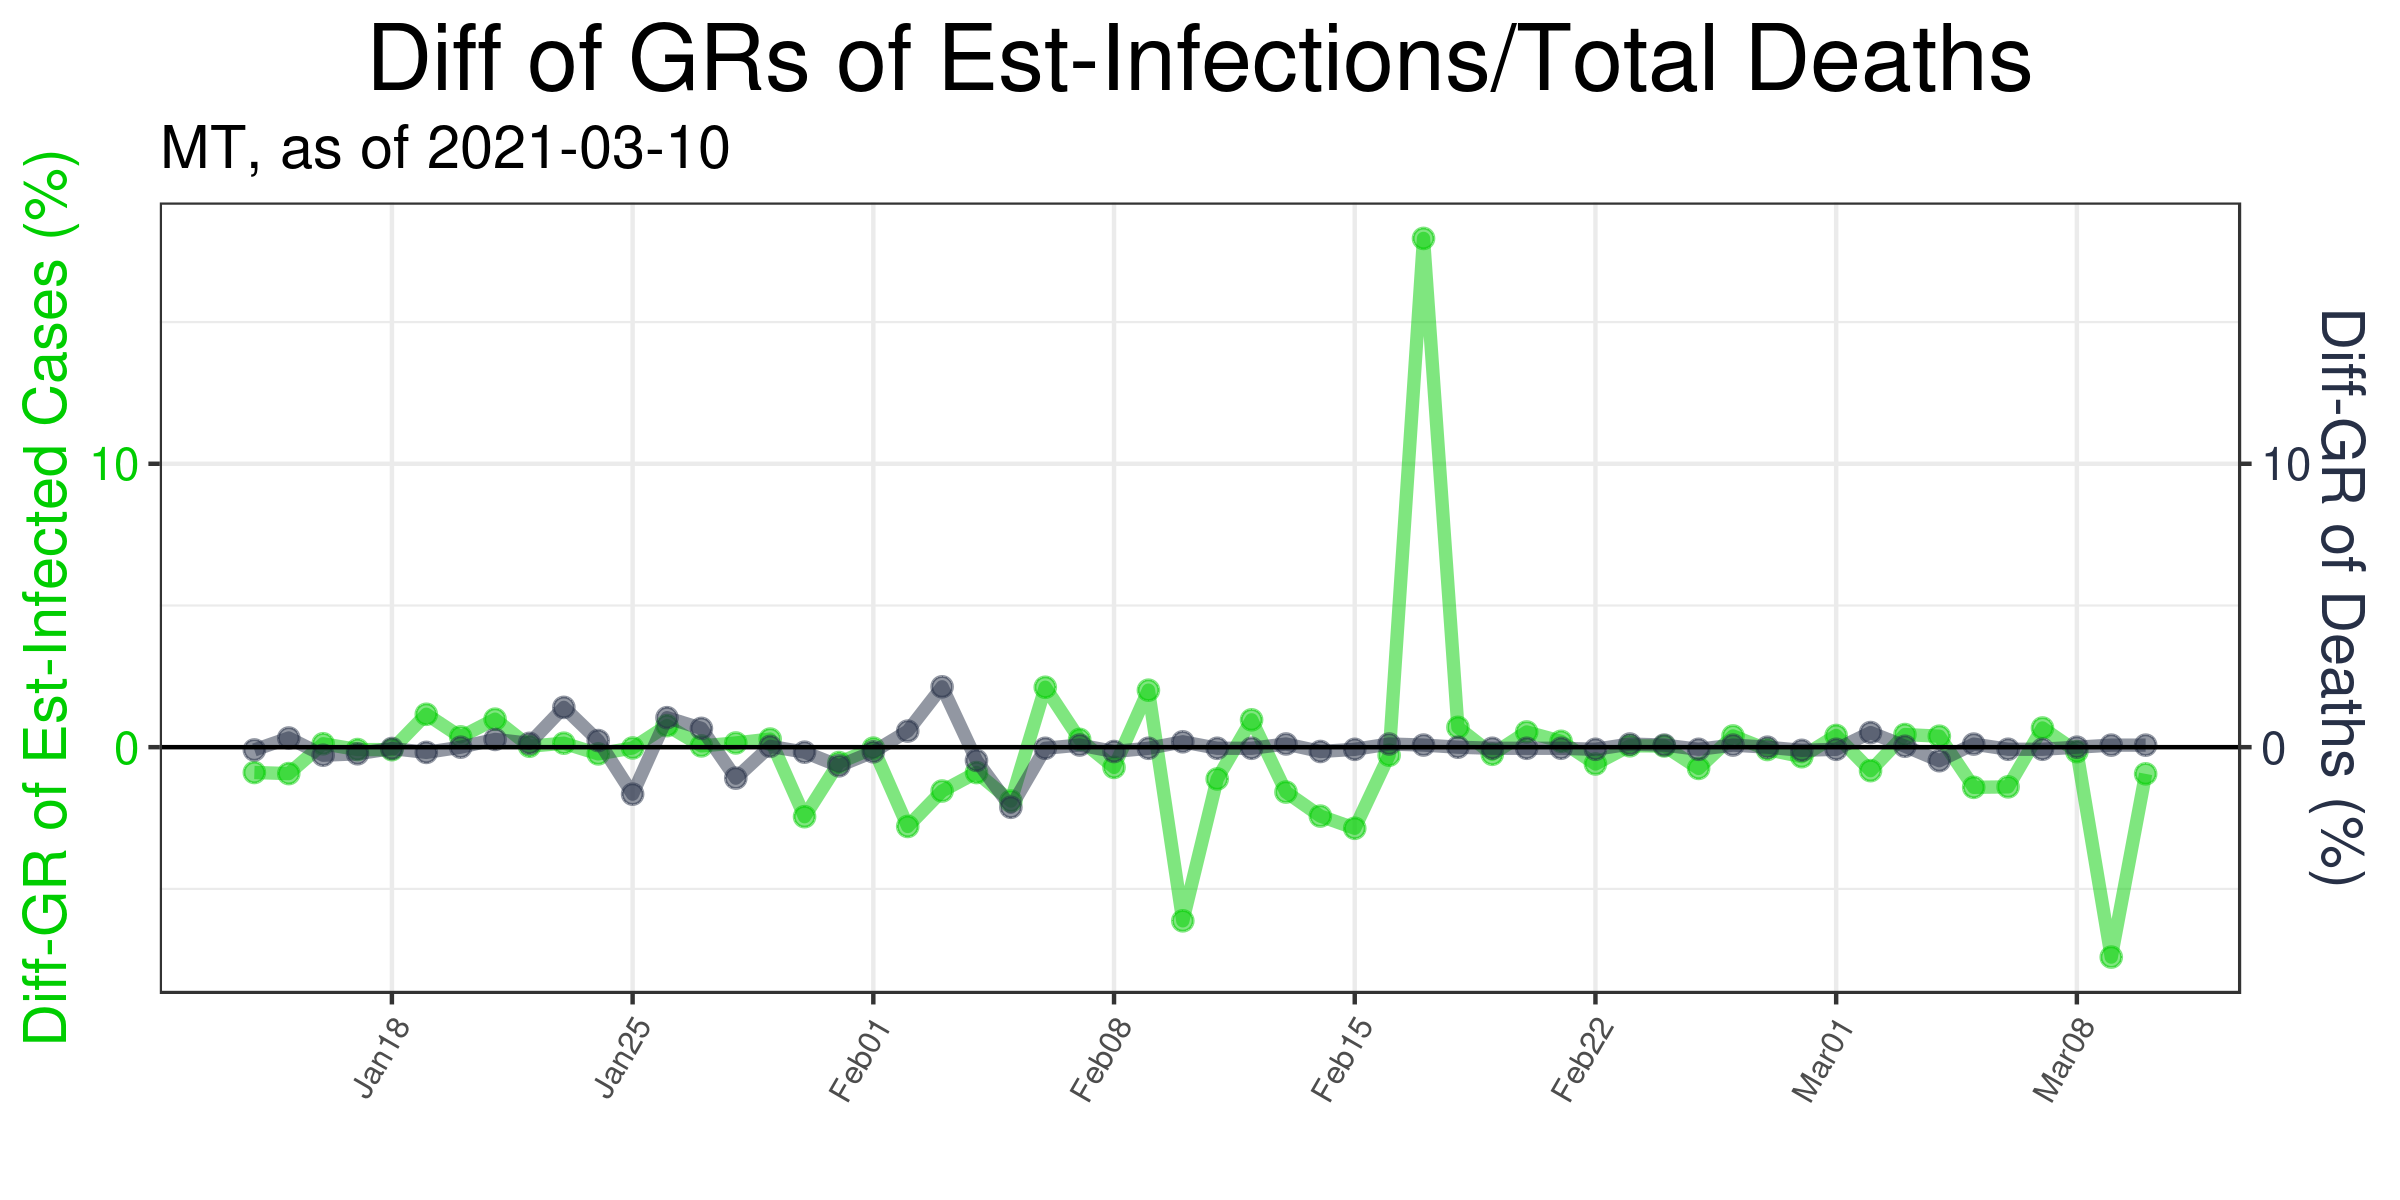 Diff of GRs of Est-Infections/Total Deaths
MT, as of 2021-03-10
Diff-GR of Est-Infected Cases (%)
10
0
10
0
Diff-GR of Deaths (%)
Jan18
Jan25
Feb01
Feb08
Feb15
Feb22
Mar01
Mar08